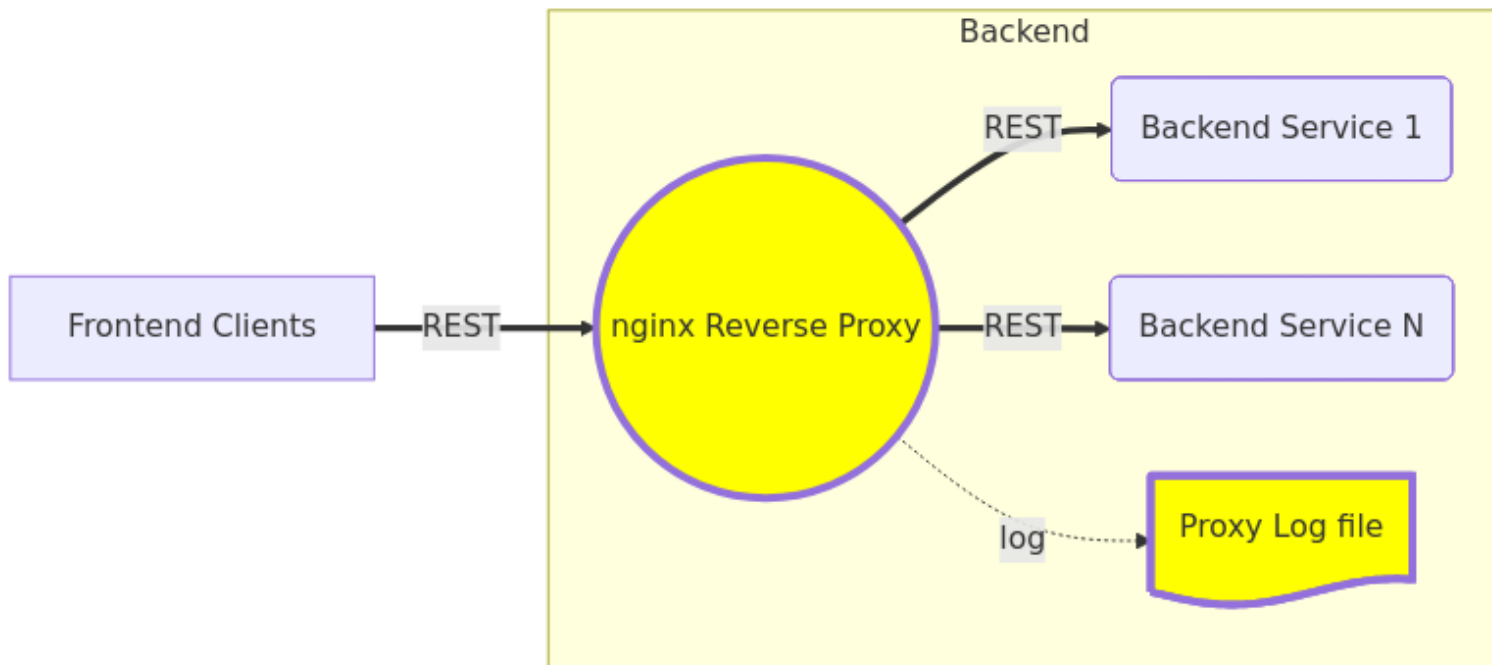 Backend
REST
Backend Service 1
Frontend Clients
REST
nginx Reverse Proxy
REST
Backend Service N
log
Proxy Log file